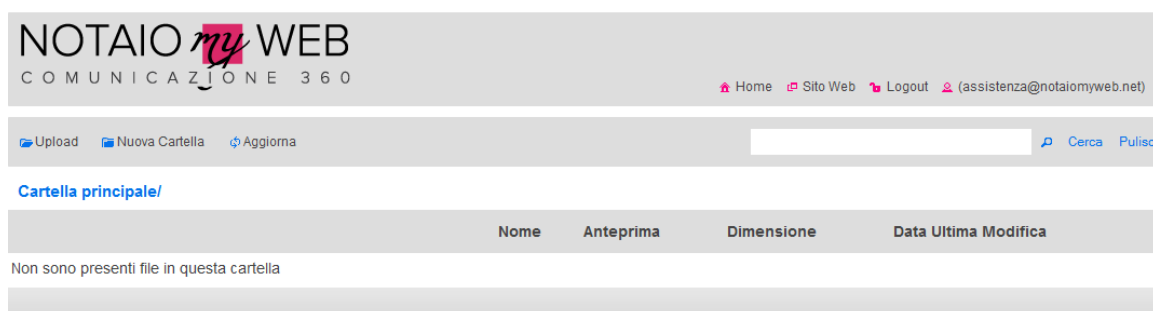 NOTAIO my WEB
COMUNICAZIONE 360
Home Sito Web Logout (assistenza@notaiomyweb.net)
Upload Nuova Cartella Aggiorna Cerca Pulisc
Cartella principale/
Nome Anteprima Dimensione Data Ultima Modifica
Non sono presenti file in questa cartella